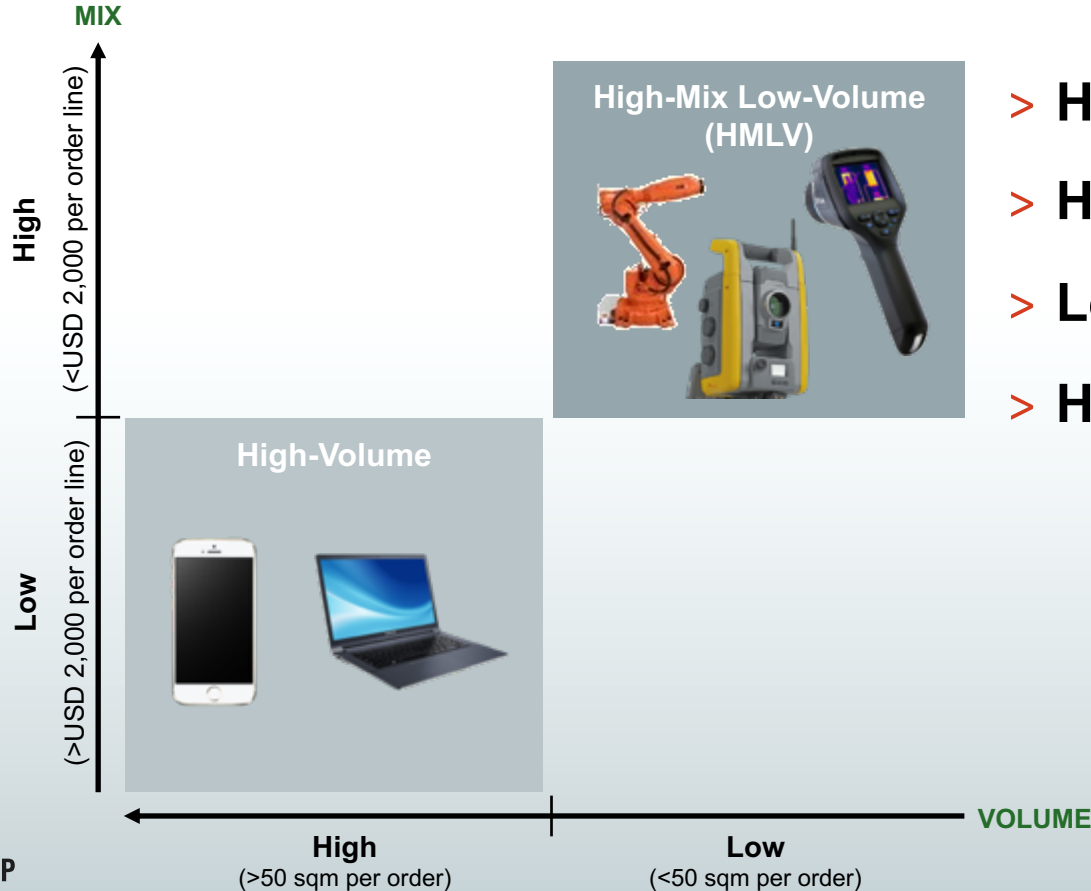 MIX
High
(<USD 2,000 per order line)
High-Mix Low-Volume
(HMLV)
> H
> H
> L
> H
Low
(>USD 2,000 per order line)
High-Volume
VOLUME
High
(>50 sqm per order)
Low
(<50 sqm per order)
P